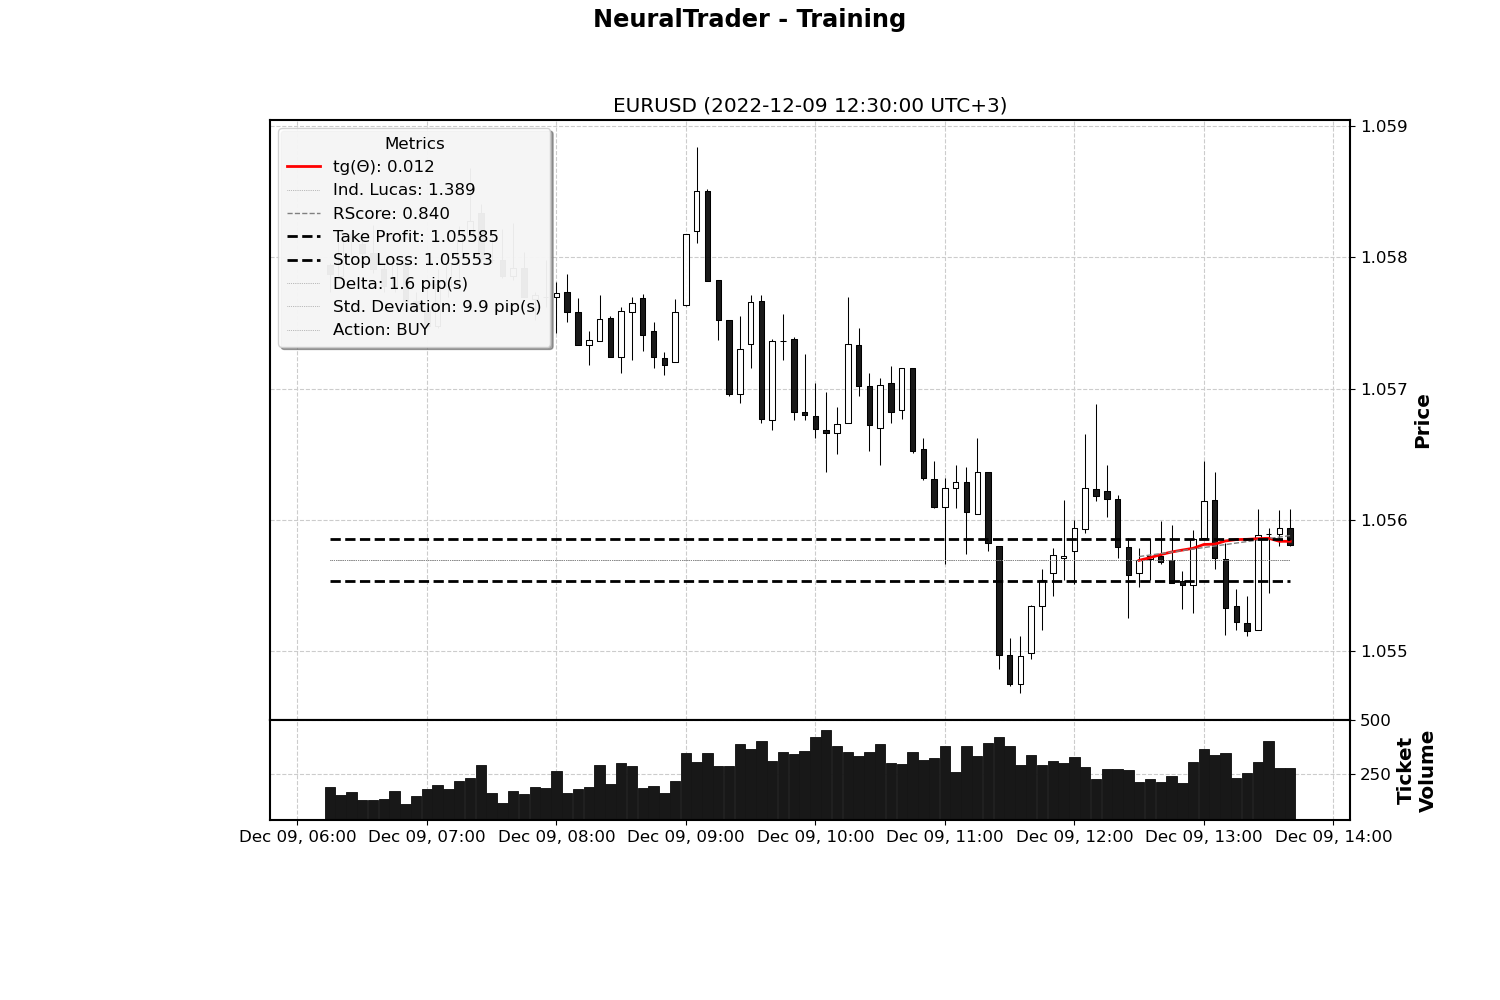 NeuralTrader - Training
EURUSD (2022-12-09 12:30:00 UTC+3)
Metrics
tg(Θ): 0.012
Ind. Lucas: 1.389
RScore: 0.840
Take Profit: 1.05585
Stop Loss: 1.05553
Delta: 1.6 pip(s)
Std. Deviation: 9.9 pip(s)
Action: BUY
1.059
1.058
1.057
1.056
1.055
Price
500
250
Ticket
Volume
Dec 09, 06:00 Dec 09, 07:00 Dec 09, 08:00 Dec 09, 09:00 Dec 09, 10:00 Dec 09, 11:00 Dec 09, 12:00 Dec 09, 13:00 Dec 09, 14:00